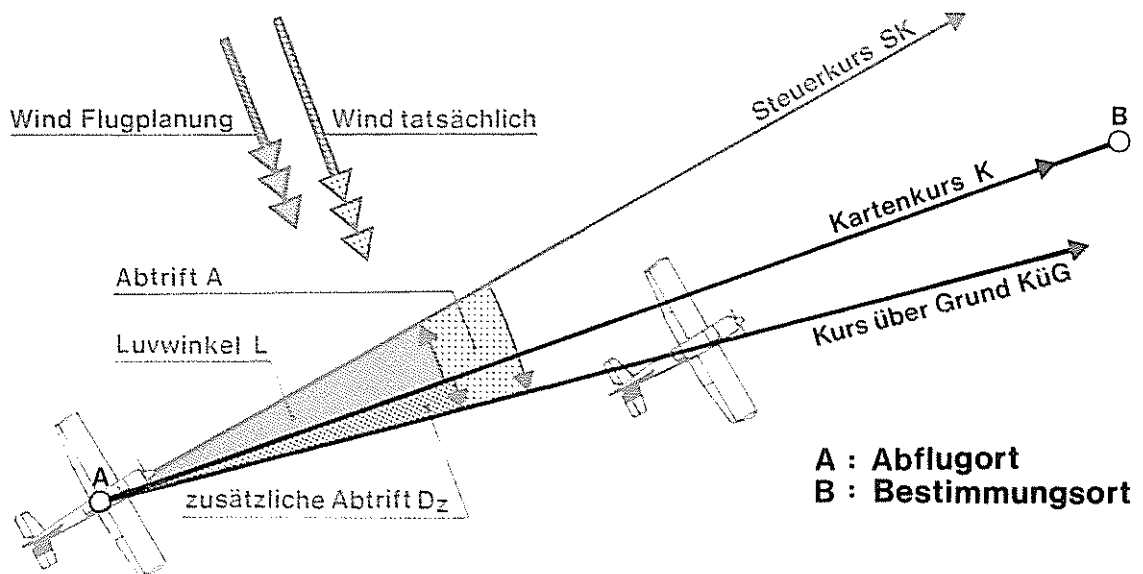 Steuerkurs SK
Wind Flugplanung
Wind tatsächlich
B
Kartenkurs K
Abtrift A
Kurs über Grund KüG
Luvwinkel L
A
zusätzliche Abtrift Dz
A : Abflugort
B : Bestimmungsort